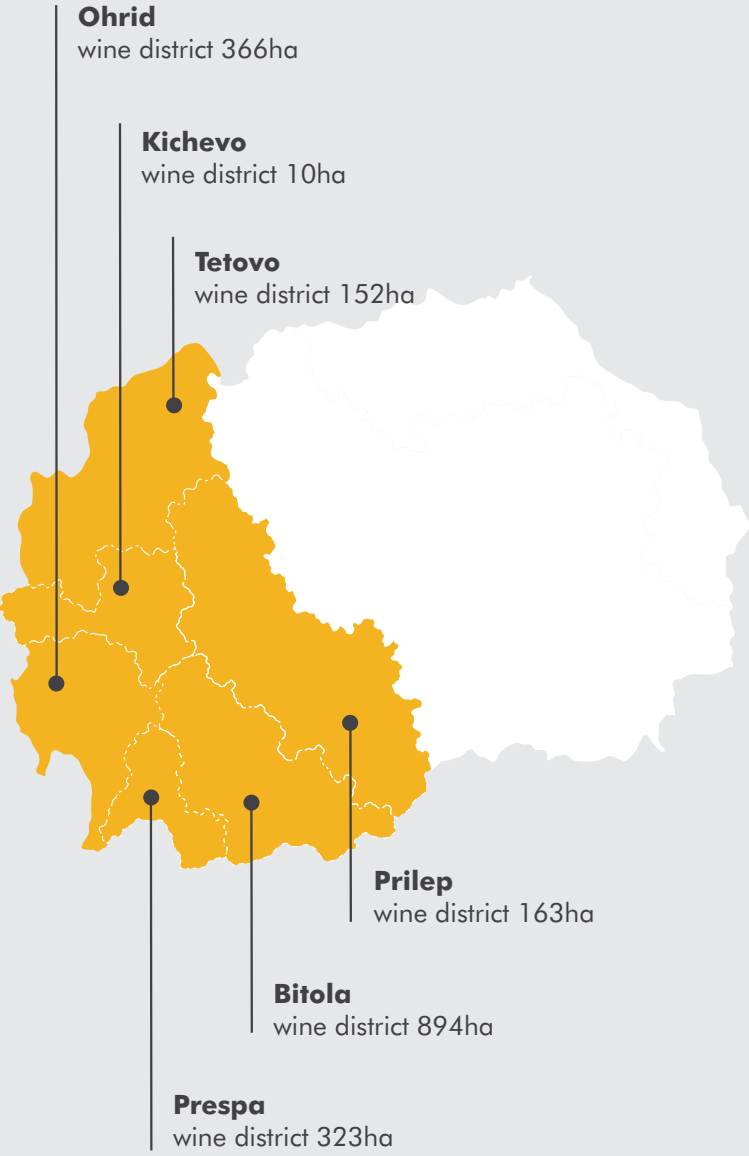 Ohrid
wine district 366ha
Kichevo
wine district 10ha
Tetovo
wine district 152ha
Prilep
wine district 163ha
Bitola
wine district 894ha
Prespa
wine district 323ha